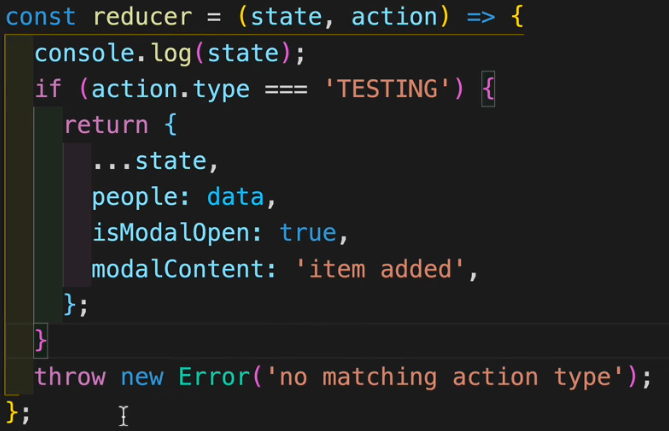 const reducer = (state, action) => {
  console.log(state);
  if (action.type === 'TESTING') {
    return {
      ...state,
      people: data,
      isModalOpen: true,
      modalContent: 'item added',
    };
  }
  throw new Error('no matching action type');
};